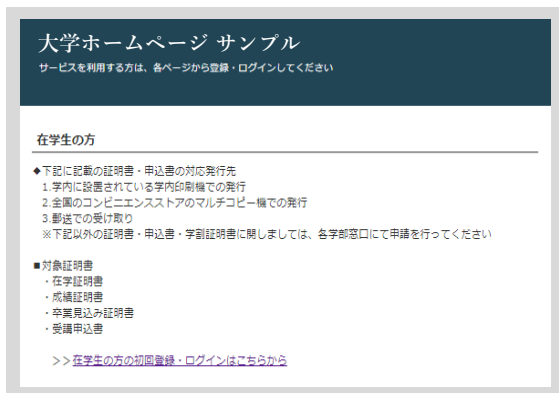 大学ホームページ サンプル
サービスを利用する方は、各ページから登録・ログインしてください
在学生の方
◆下記に記載の証明書・申込書の対応発行先
1.学内に設置されている学内印刷機での発行
2.全国のコンビニエンスストアのマルチコピー機での発行
3.郵送での受け取り
※下記以外の証明書・申込書・学割証明書に関しましては、各学部窓口にて申請を行ってください
■対象証明書
・在学証明書
・成績証明書
・卒業見込み証明書
・受講申込書
>>在学生の方の初回登録・ログインはこちらから